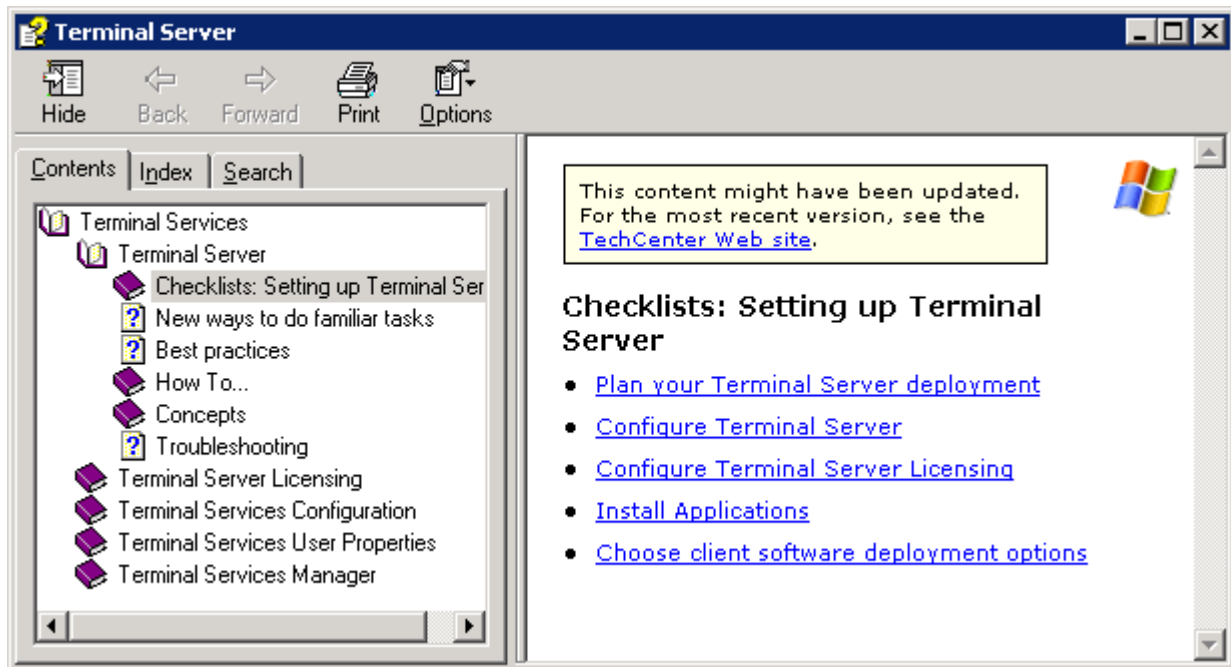 Terminal Server
Hide Back Forward Print Options
Contents Index Search
Terminal Services
Terminal Server
Checklists: Setting up Terminal Ser
New ways to do familiar tasks
Best practices
How To...
Concepts
Troubleshooting
Terminal Server Licensing
Terminal Services Configuration
Terminal Services User Properties
Terminal Services Manager
This content might have been updated.
For the most recent version, see the
TechCenter Web site.
Checklists: Setting up Terminal
Server
• Plan your Terminal Server deployment
• Configure Terminal Server
• Configure Terminal Server Licensing
• Install Applications
• Choose client software deployment options